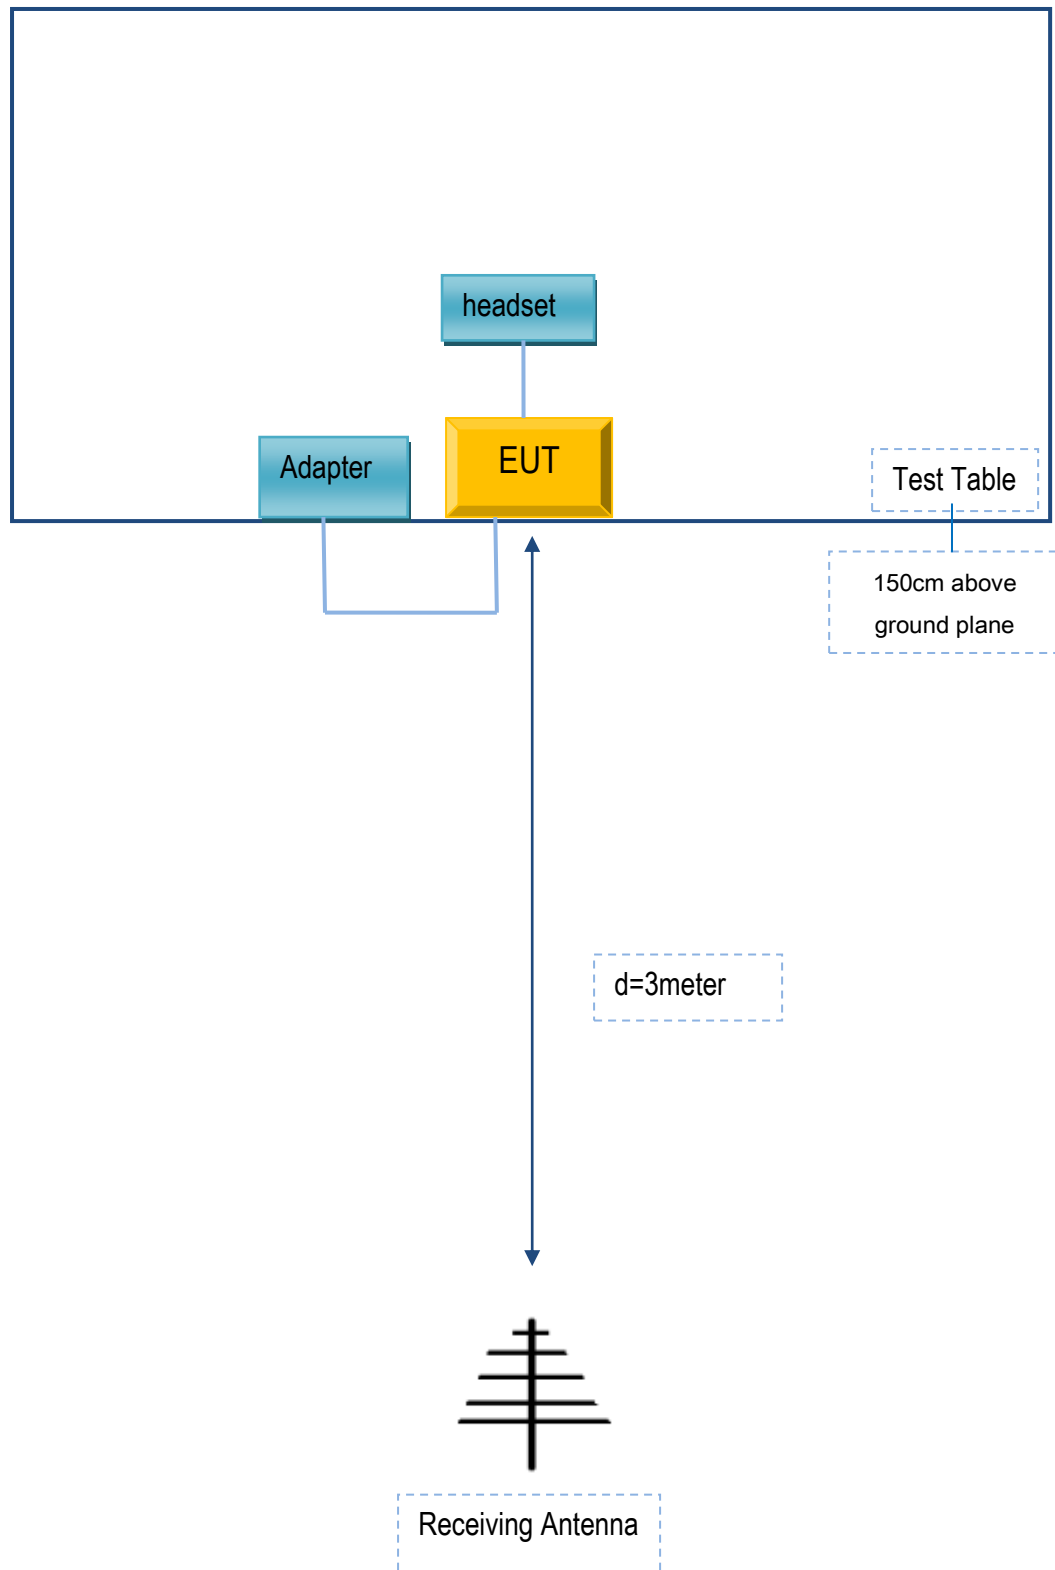 headset
Adapter
EUT
Test Table
150cm above
ground plane
d=3meter
Receiving Antenna